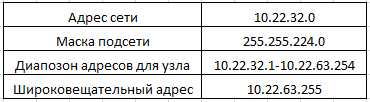 Адрес сети 10.22.32.0
Маска подсети 255.255.224.0
Диапозон адресов для узла 10.22.32.1-10.22.63.254
Широковещательный адрес 10.22.63.255